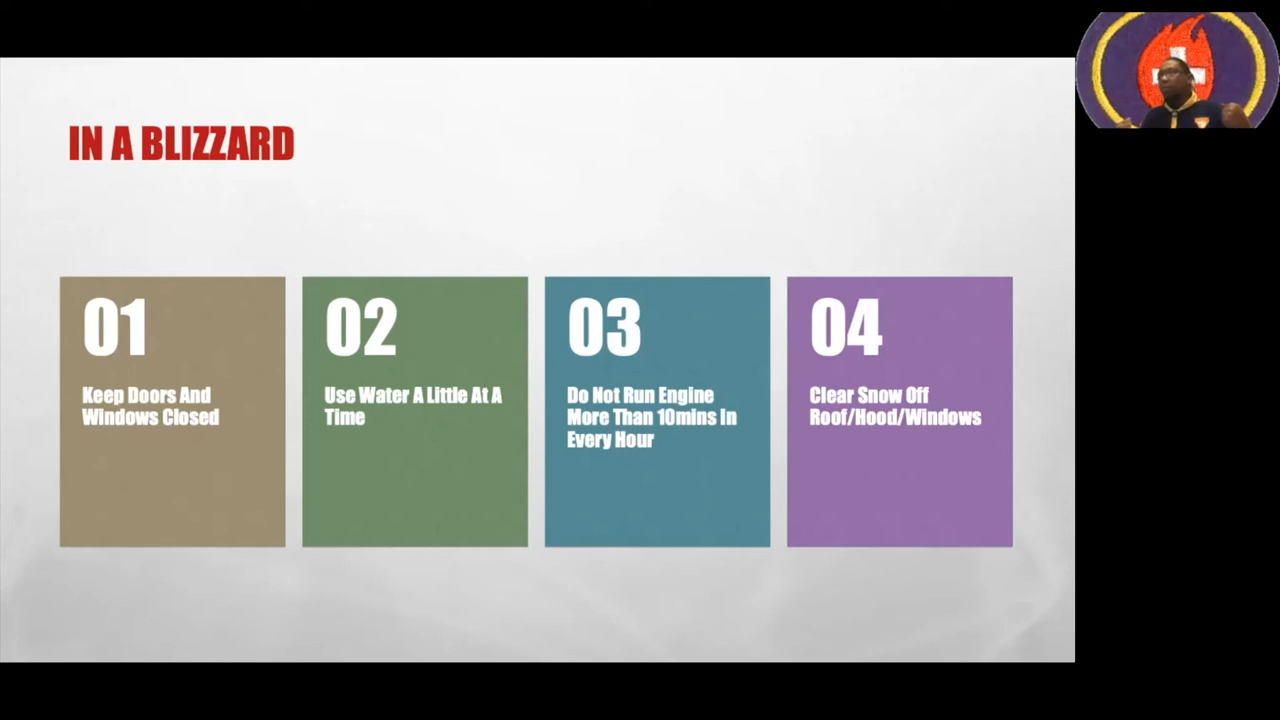 IN A BLIZZARD
01
Keep Doors And
Windows Closed
02
Use Water A Little At A
Time
03
Do Not Run Engine
More Than 10mins In
Every Hour
04
Clear Snow Off
Roof/Hood/Windows